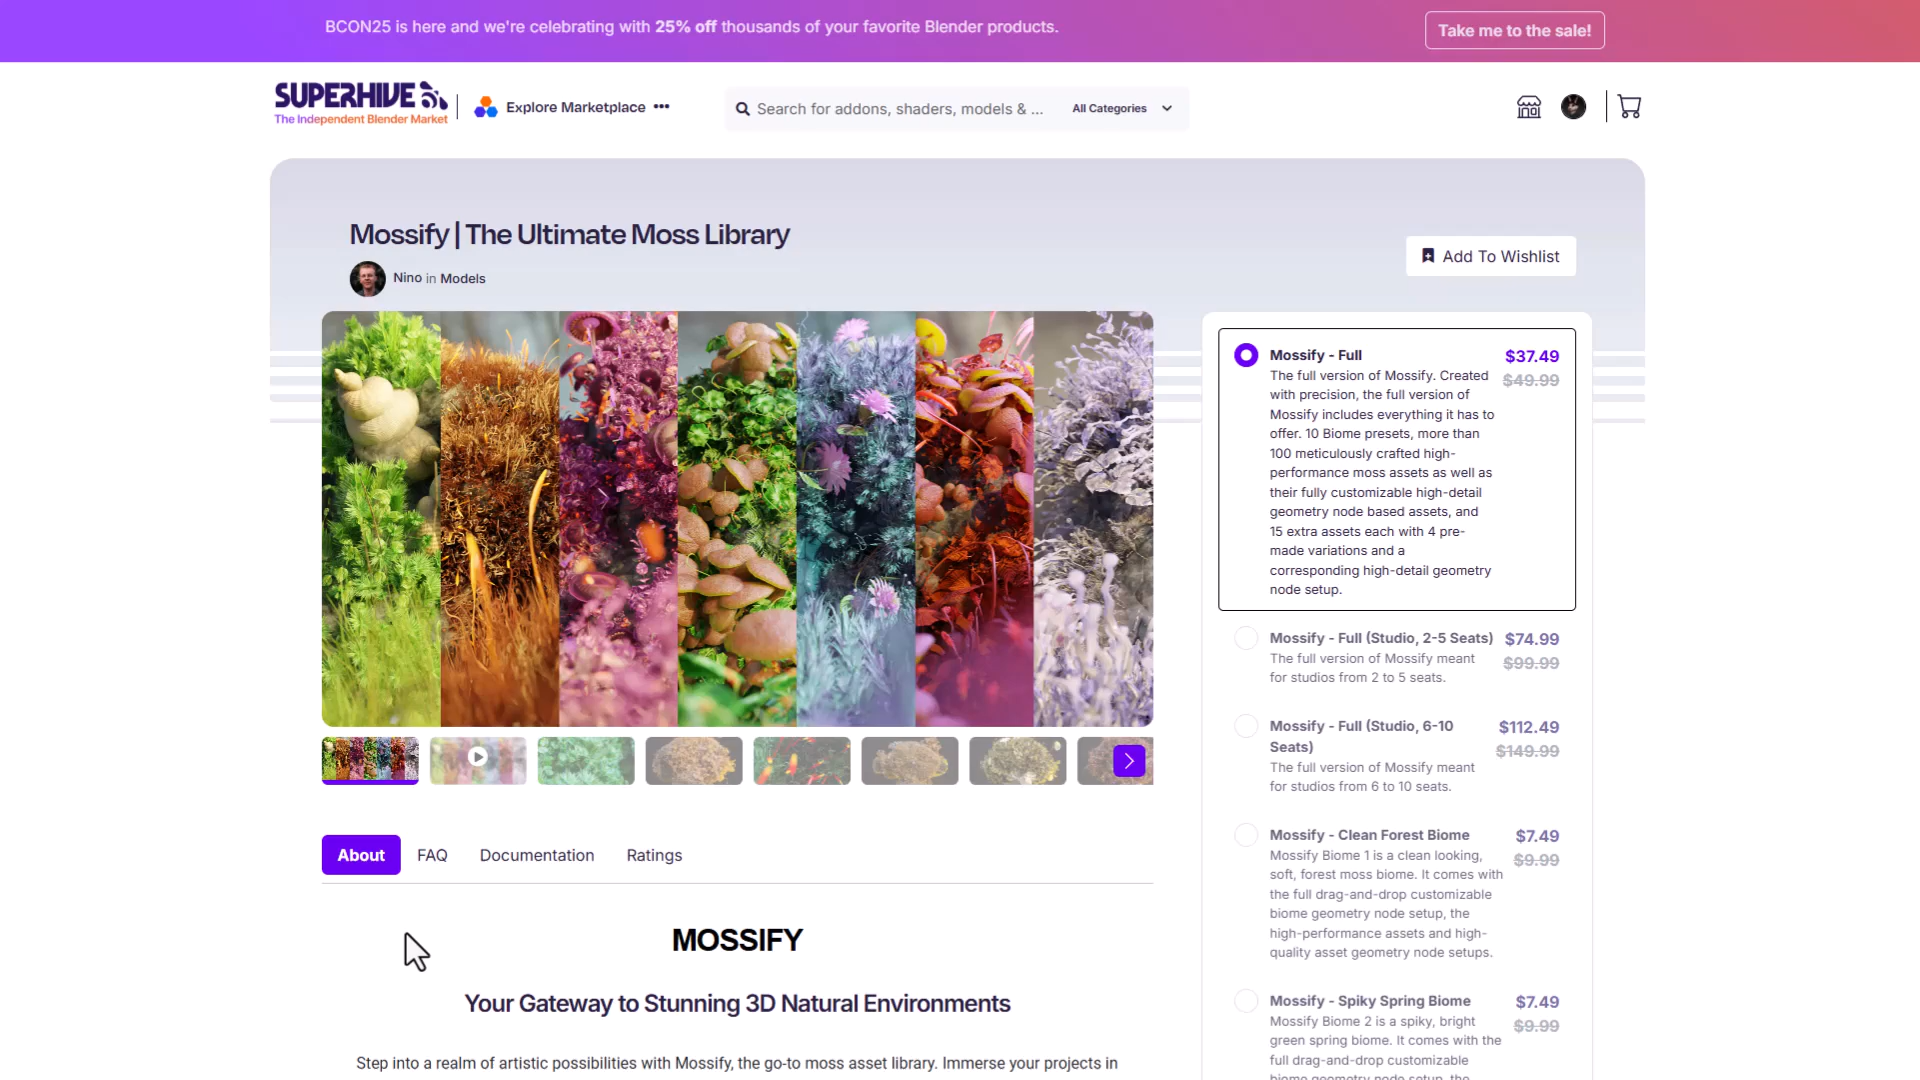 BCON25 is here and we're celebrating with 25% off thousands of your favorite Blender products.
Take me to the sale!
SUPERHIVE
The Independent Blender Market
Explore Marketplace •••
Search for addons, shaders, models & ...
All Categories
Mossify | The Ultimate Moss Library
Nino in Models
Add To Wishlist
Mossify - Full
$37.49
$49.99
The full version of Mossify. Created
with precision, the full version of
Mossify includes everything it has to
offer. 10 Biome presets, more than
100 meticulously crafted high-
performance moss assets as well as
their fully customizable high-detail
geometry node based assets, and
15 extra assets each with 4 pre-
made variations and a
corresponding high-detail geometry
node setup.
Mossify - Full (Studio, 2-5 Seats)
$74.99
$99.99
The full version of Mossify meant
for studios from 2 to 5 seats.
Mossify - Full (Studio, 6-10
Seats)
$112.49
$149.99
The full version of Mossify meant
for studios from 6 to 10 seats.
Mossify - Clean Forest Biome
$7.49
$9.99
Mossify Biome 1 is a clean looking,
soft, forest moss biome. It comes with
the full drag-and-drop customizable
biome geometry node setup, the
high-performance assets and high-
quality asset geometry node setups.
Mossify - Spiky Spring Biome
$7.49
$9.99
Mossify Biome 2 is a spiky, bright
green spring biome. It comes with the
full drag-and-drop customizable
biome geometry node setup, the
About
FAQ
Documentation
Ratings
MOSSIFY
Your Gateway to Stunning 3D Natural Environments
Step into a realm of artistic possibilities with Mossify, the go-to moss asset library. Immerse your projects in